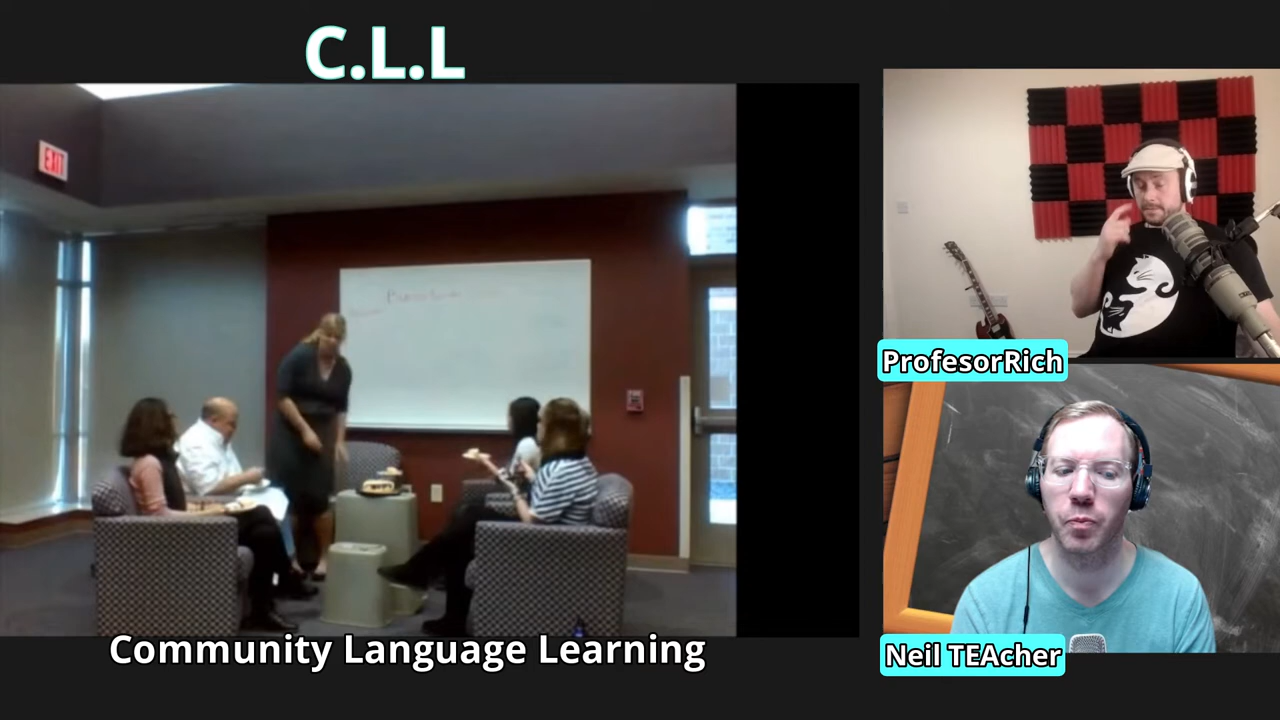 C.L.L
EXIT
ProfesorRich
Community Language Learning
Neil TEAcher